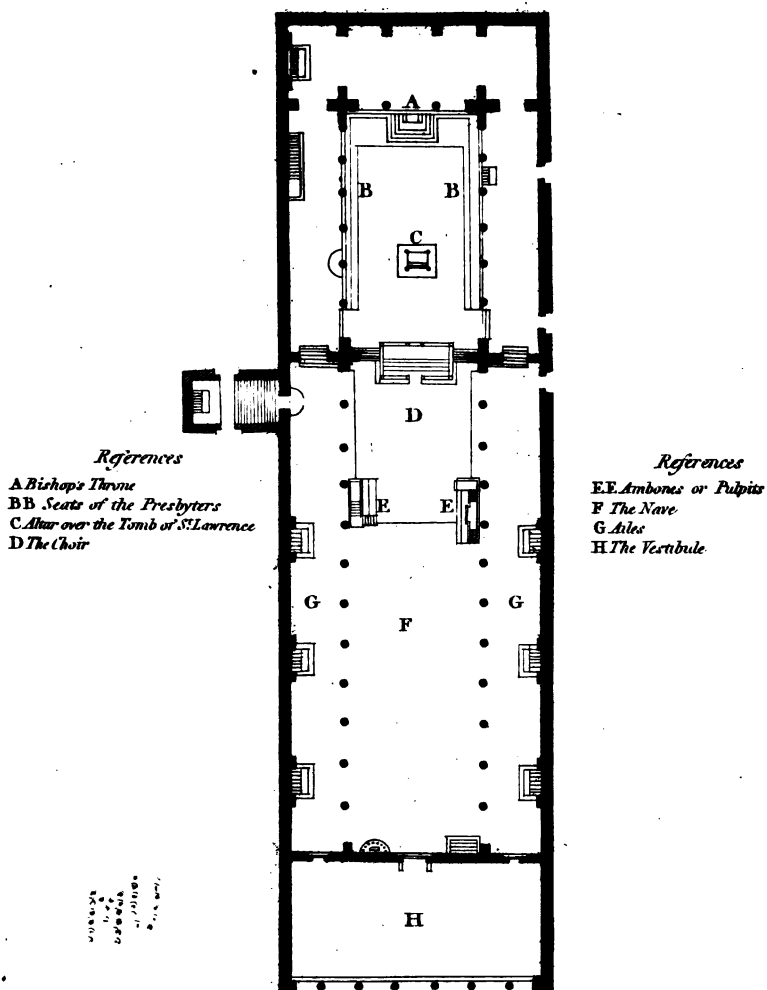 A
B B
C
D
E E
G G
F
H
References
A Bishop's Throne
BB Seats of the Presbyters
C Altar over the Tomb of St. Lawrence
D The Choir
References
E.E Ambones or Pulpits
F The Nave
G Ailes
H The Vestibule